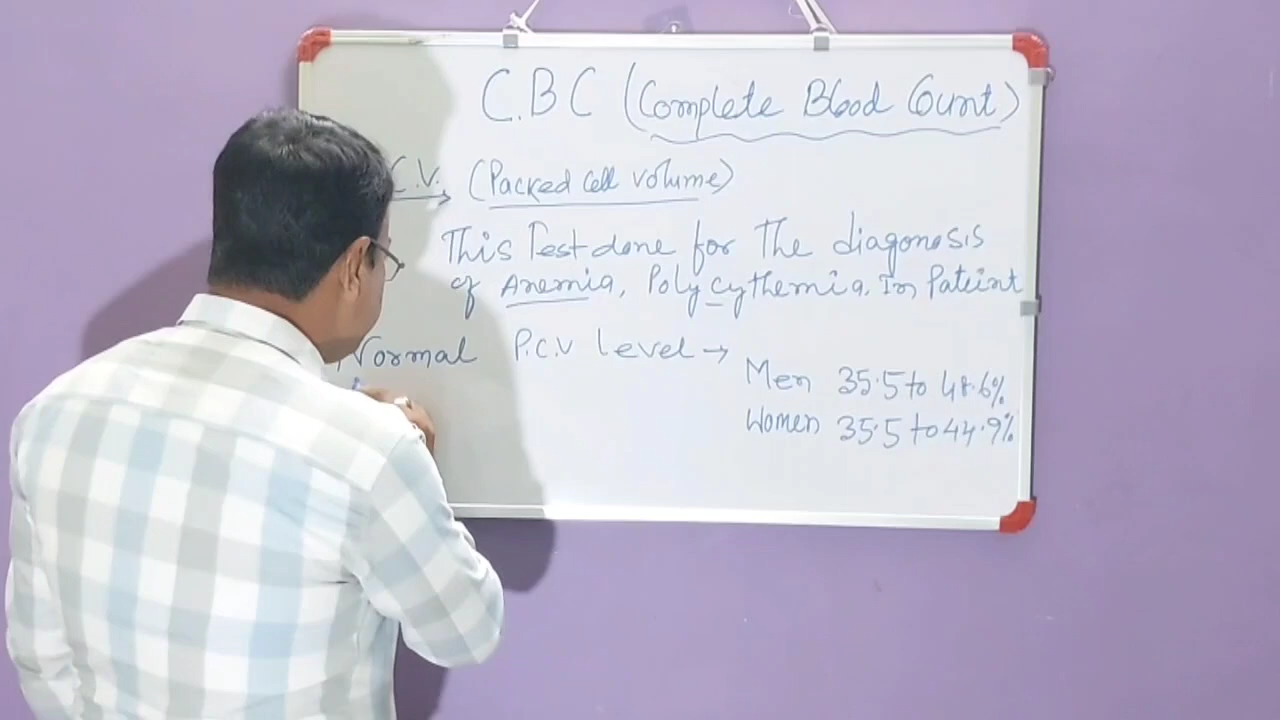 C.B.C (Complete Blood Count)
C.V. → (Packed Cell Volume)
This Test done for The diagonosis
of Anemia, Polycythemia. In Pateint
Normal P.C.V level →
Men 35.5 to 48.6%
Women 35.5 to 44.9%